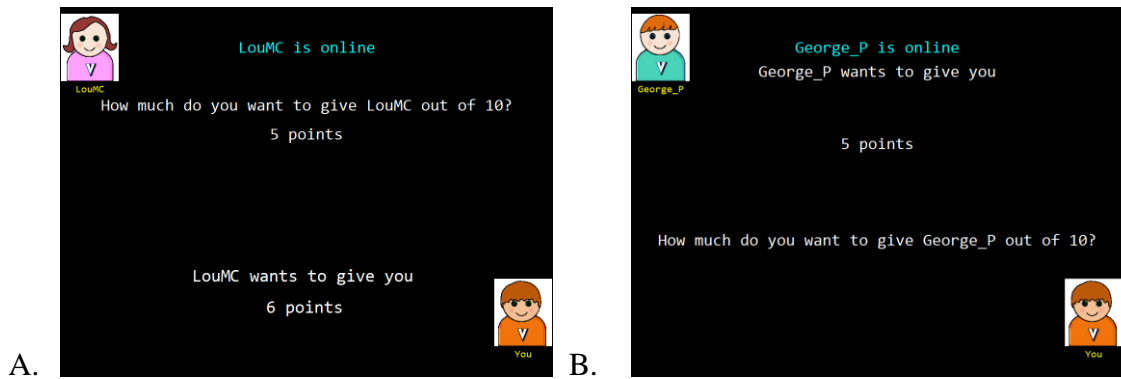 LouMC is online
LouMC
How much do you want to give LouMC out of 10?
5 points
LouMC wants to give you
6 points
V
V
You
A.
George_P is online
George_P wants to give you
V
George_P
5 points
How much do you want to give George_P out of 10?
V
You
B.